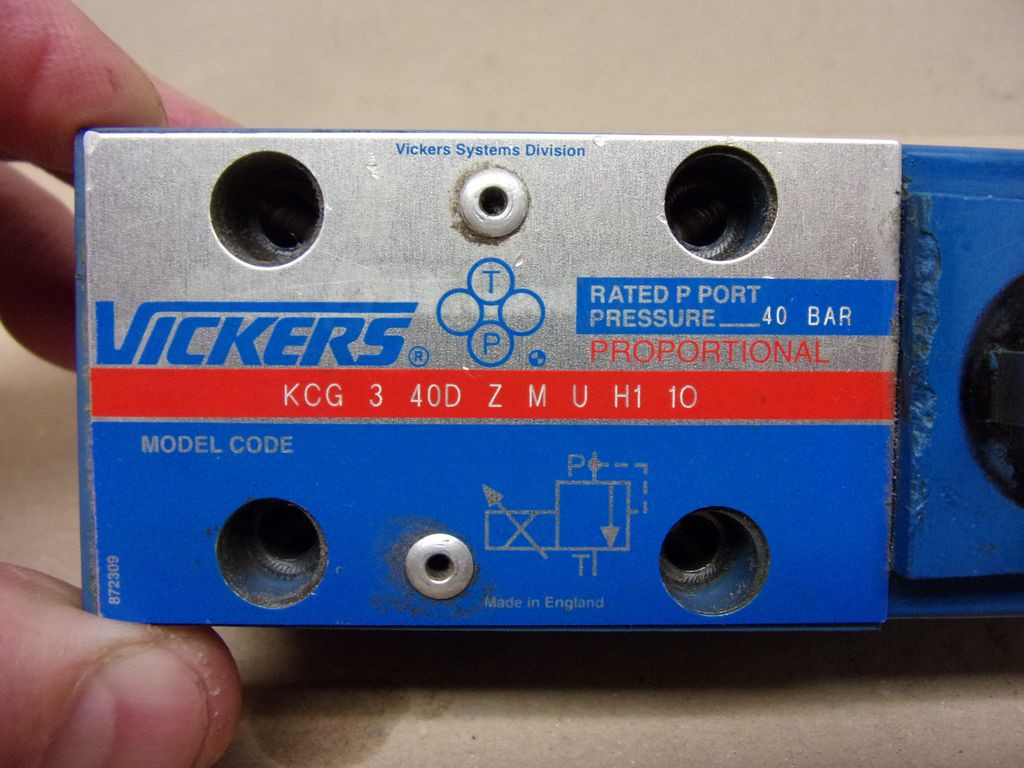 Vickers Systems Division
T
P
VICKERS®
RATED P PORT
PRESSURE 40 BAR
PROPORTIONAL
KCG 3 40D Z M U H1 10
MODEL CODE
P
T
872309
Made in England